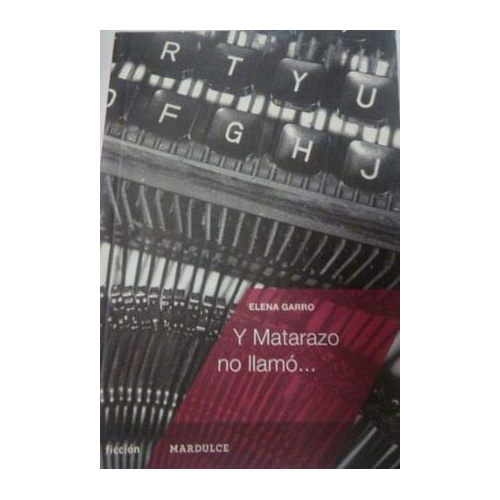 R T Y U
D F G H J
ELENA GARRO
Y Matarazo
no llamó...
ficción MARDULCE